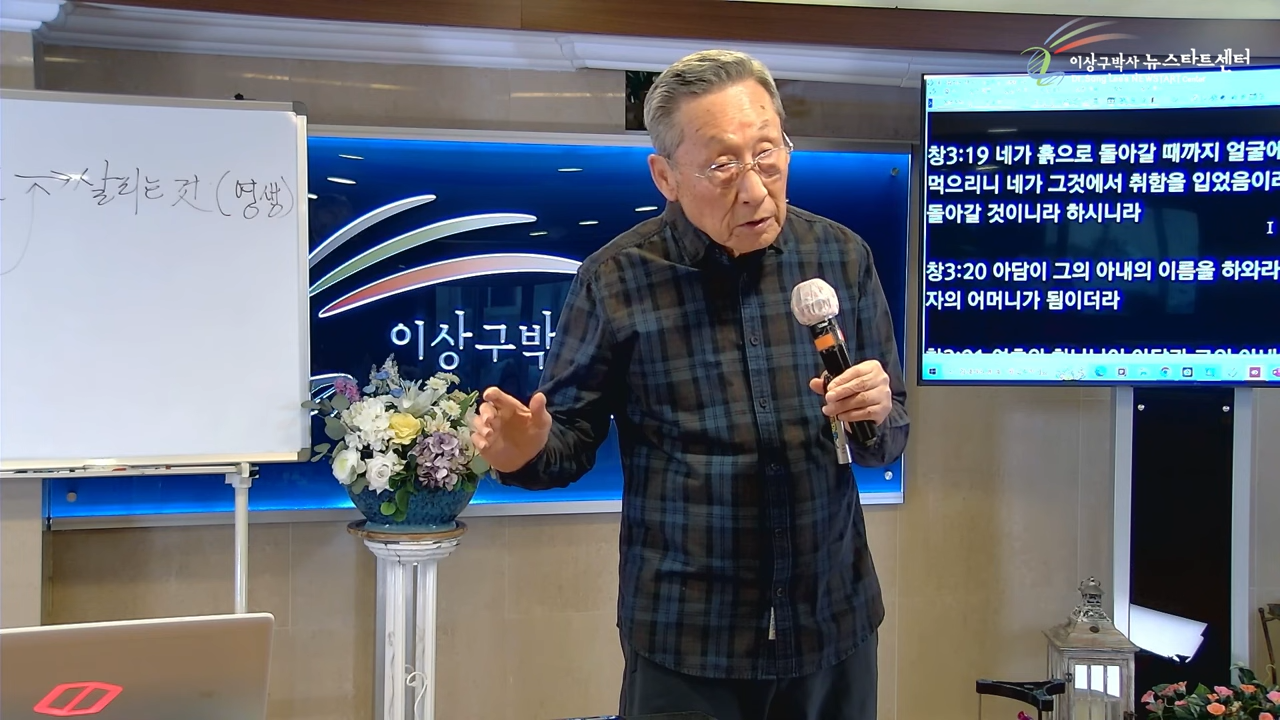 이상구박사 뉴스타트센터
살리는 것 (영생)
이상구박
창3:19 네가 흙으로 돌아갈 때까지 얼굴에
먹으리니 네가 그것에서 취함을 입었음이라
돌아갈 것이니라 하시니라
창3:20 아담이 그의 아내의 이름을 하와라
자의 어머니가 됨이더라